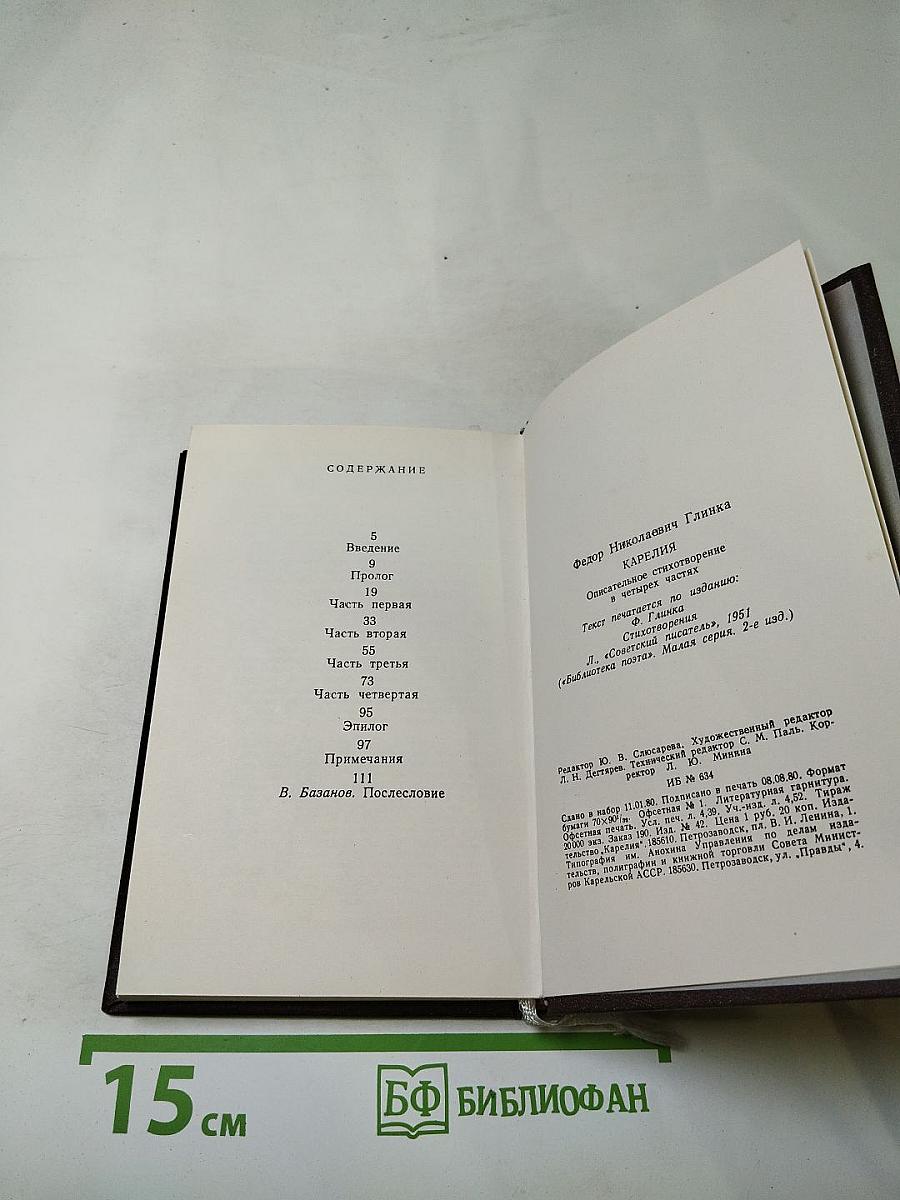 СОДЕРЖАНИЕ
5
Введение
9
Пролог
19
Часть первая
33
Часть вторая
55
Часть третья
73
Часть четвертая
95
Эпилог
97
Примечания
111
В. Базанов. Послесловие
Федор Николаевич Глинка
КАРЕЛИЯ
Описательное стихотворение
в четырех частях
Текст печатается по изданию:
Ф. Глинка
Стихотворения
Л., «Советский писатель», 1951
(«Библиотека поэта». Малая серия. 2-е изд.)
Редактор Ю. В. Слюсарева. Художественный редактор
Л. Н. Дегтярев. Технический редактор С. М. Паль. Кор-
ректор Л. Ю. Минина
ИБ № 634
Сдано в набор 11.01.80. Подписано в печать 08.08.80. Формат
бумаги 70×90¹/₃₂. Офсетная № 1. Литературная гарнитура.
Офсетная печать. Усл. печ. л. 4,39. Уч.-изд. л. 4,52. Тираж
20000 экз. Заказ 190. Изд. № 42. Цена 1 руб. 20 коп. Изда-
тельство „Карелия“, 185610. Петрозаводск, пл. В. И. Ленина, 1.
Типография им. Анохина Управления по делам изда-
тельств, полиграфии и книжной торговли Совета Минист-
ров Карельской АССР. 185630. Петрозаводск, ул. „Правды“, 4.
15 см
БФ БИБЛИОФАН